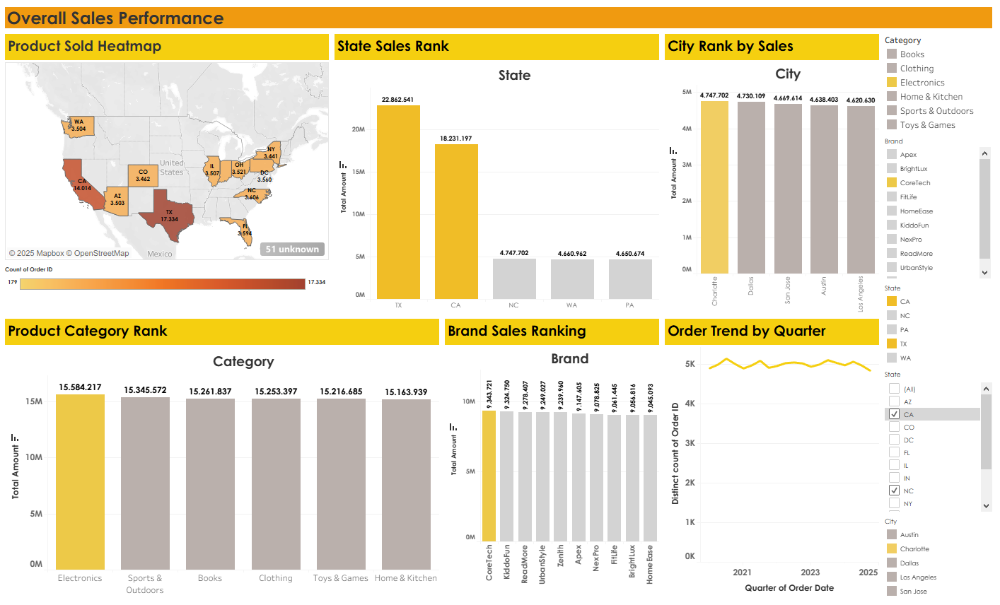 Overall Sales Performance
Product Sold Heatmap
WA
3.504
CA
14.014
CO
3.462
AZ
3.503
TX
17.334
IL
3.507
OH
3.521
NY
3.441
DC
3.560
NC
3.606
FL
3.594
United
States
Mexico
© 2025 Mapbox © OpenStreetMap
51 unknown
Count of Order ID
179
17.334
State Sales Rank
State
Total Amount
20M
15M
10M
5M
0M
22.862.541
18.231.197
4.747.702
4.660.962
4.650.674
TX
CA
NC
WA
PA
City Rank by Sales
City
Total Amount
5M
4M
3M
2M
1M
0M
4.747.702
4.730.109
4.669.614
4.638.403
4.620.630
Charlotte
Dallas
San Jose
Austin
Los Angeles
Product Category Rank
Category
Total Amount
15M
10M
5M
0M
15.584.217
15.345.572
15.261.837
15.253.397
15.216.685
15.163.939
Electronics
Sports &
Outdoors
Books
Clothing
Toys & Games
Home & Kitchen
Brand Sales Ranking
Brand
Total Amount
10M
5M
0M
9.343.721
9.324.750
9.278.407
9.249.027
9.239.960
9.147.605
9.078.825
9.061.445
9.056.816
9.045.093
CoreTech
KiddoFun
ReadMore
UrbanStyle
Zenith
Apex
NexPro
FitLife
BrightLux
HomeEase
Order Trend by Quarter
Distinct count of Order ID
5K
4K
3K
2K
1K
0K
2021
2023
2025
Quarter of Order Date
Category
Books
Clothing
Electronics
Home & Kitchen
Sports & Outdoors
Toys & Games
Brand
Apex
BrightLux
CoreTech
FitLife
HomeEase
KiddoFun
NexPro
ReadMore
UrbanStyle
State
CA
NC
PA
TX
WA
State
(All)
AZ
CA
CO
DC
FL
IL
IN
NC
NY
City
Austin
Charlotte
Dallas
Los Angeles
San Jose